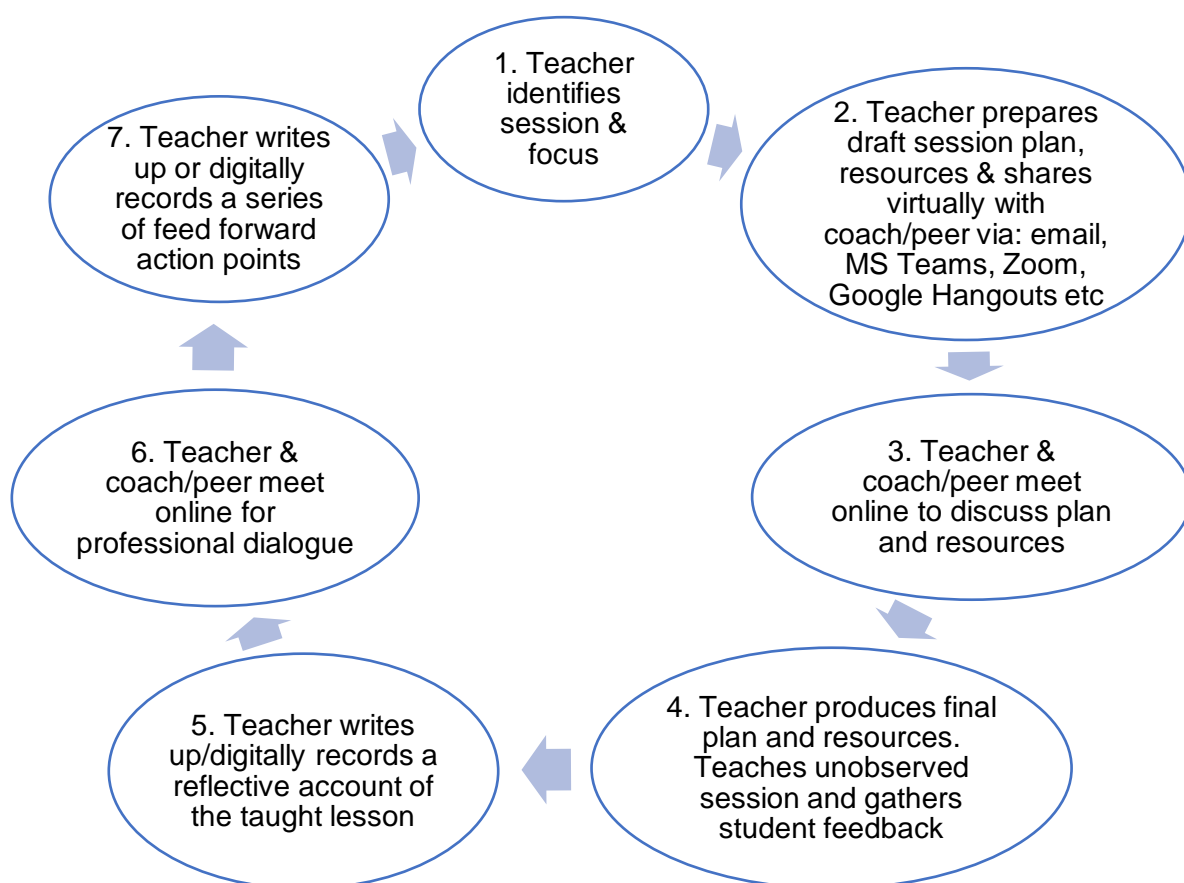 1. Teacher
identifies
session &
focus
2. Teacher prepares
draft session plan,
resources & shares
virtually with
coach/peer via: email,
MS Teams, Zoom,
Google Hangouts etc
3. Teacher &
coach/peer meet
online to discuss plan
and resources
4. Teacher produces final
plan and resources.
Teaches unobserved
session and gathers
student feedback
5. Teacher writes
up/digitally records a
reflective account of
the taught lesson
6. Teacher &
coach/peer meet
online for
professional dialogue
7. Teacher writes
up or digitally
records a series
of feed forward
action points